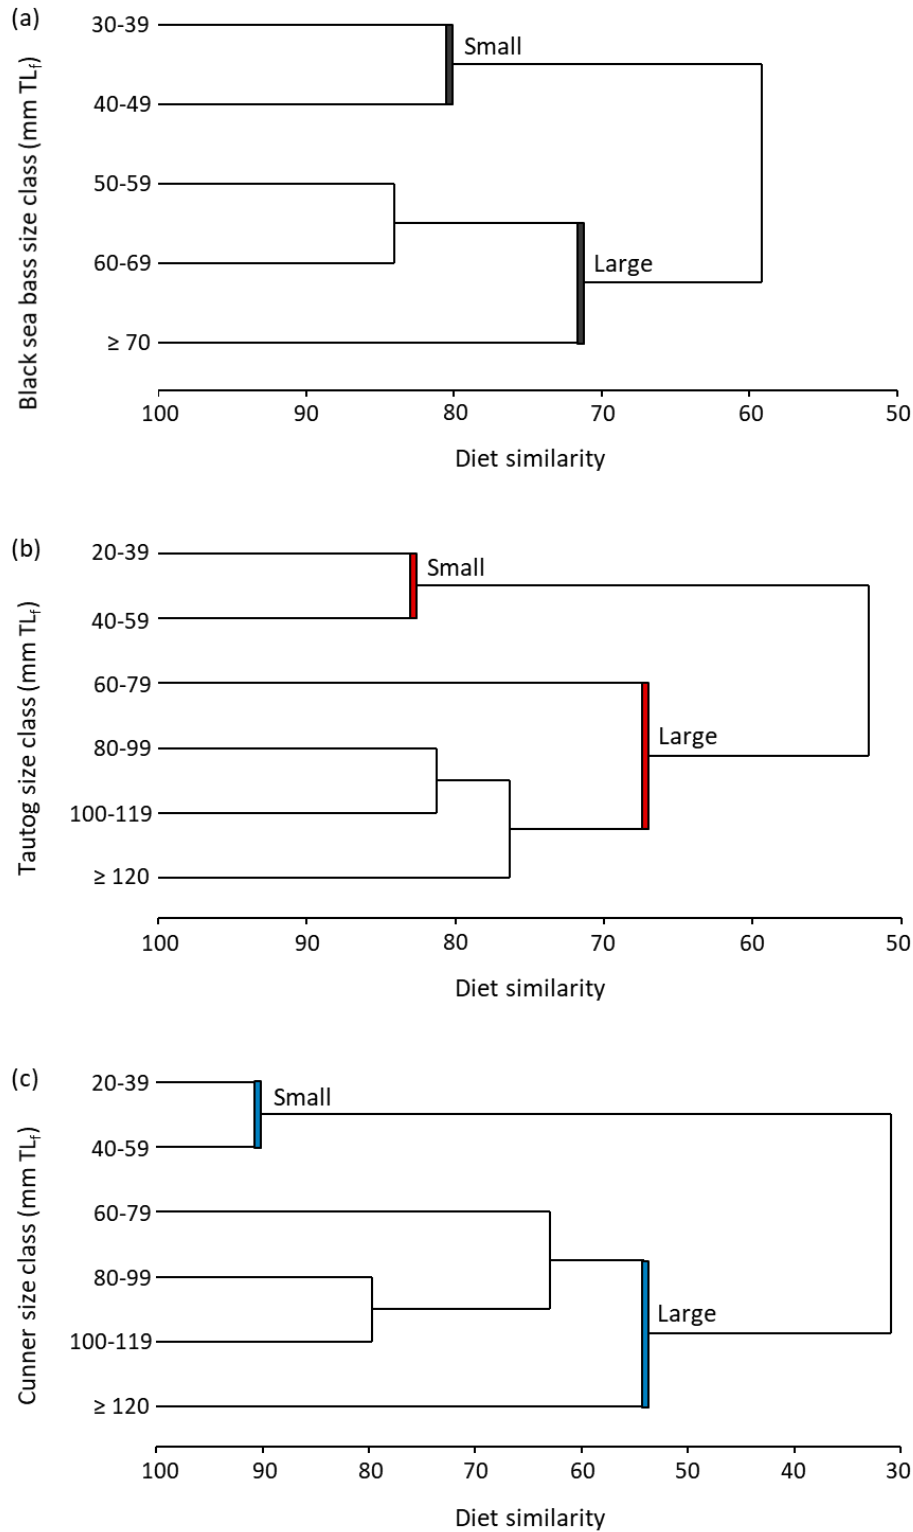 (a)
Black sea bass size class (mm TLf)
30-39
Small
40-49
50-59
60-69
Large
≥ 70
100 90 80 70 60 50
Diet similarity
(b)
Tautog size class (mm TLf)
20-39
Small
40-59
60-79
Large
80-99
100-119
≥ 120
100 90 80 70 60 50
Diet similarity
(c)
Cunner size class (mm TLf)
20-39
Small
40-59
60-79
80-99
Large
100-119
≥ 120
100 90 80 70 60 50 40 30
Diet similarity